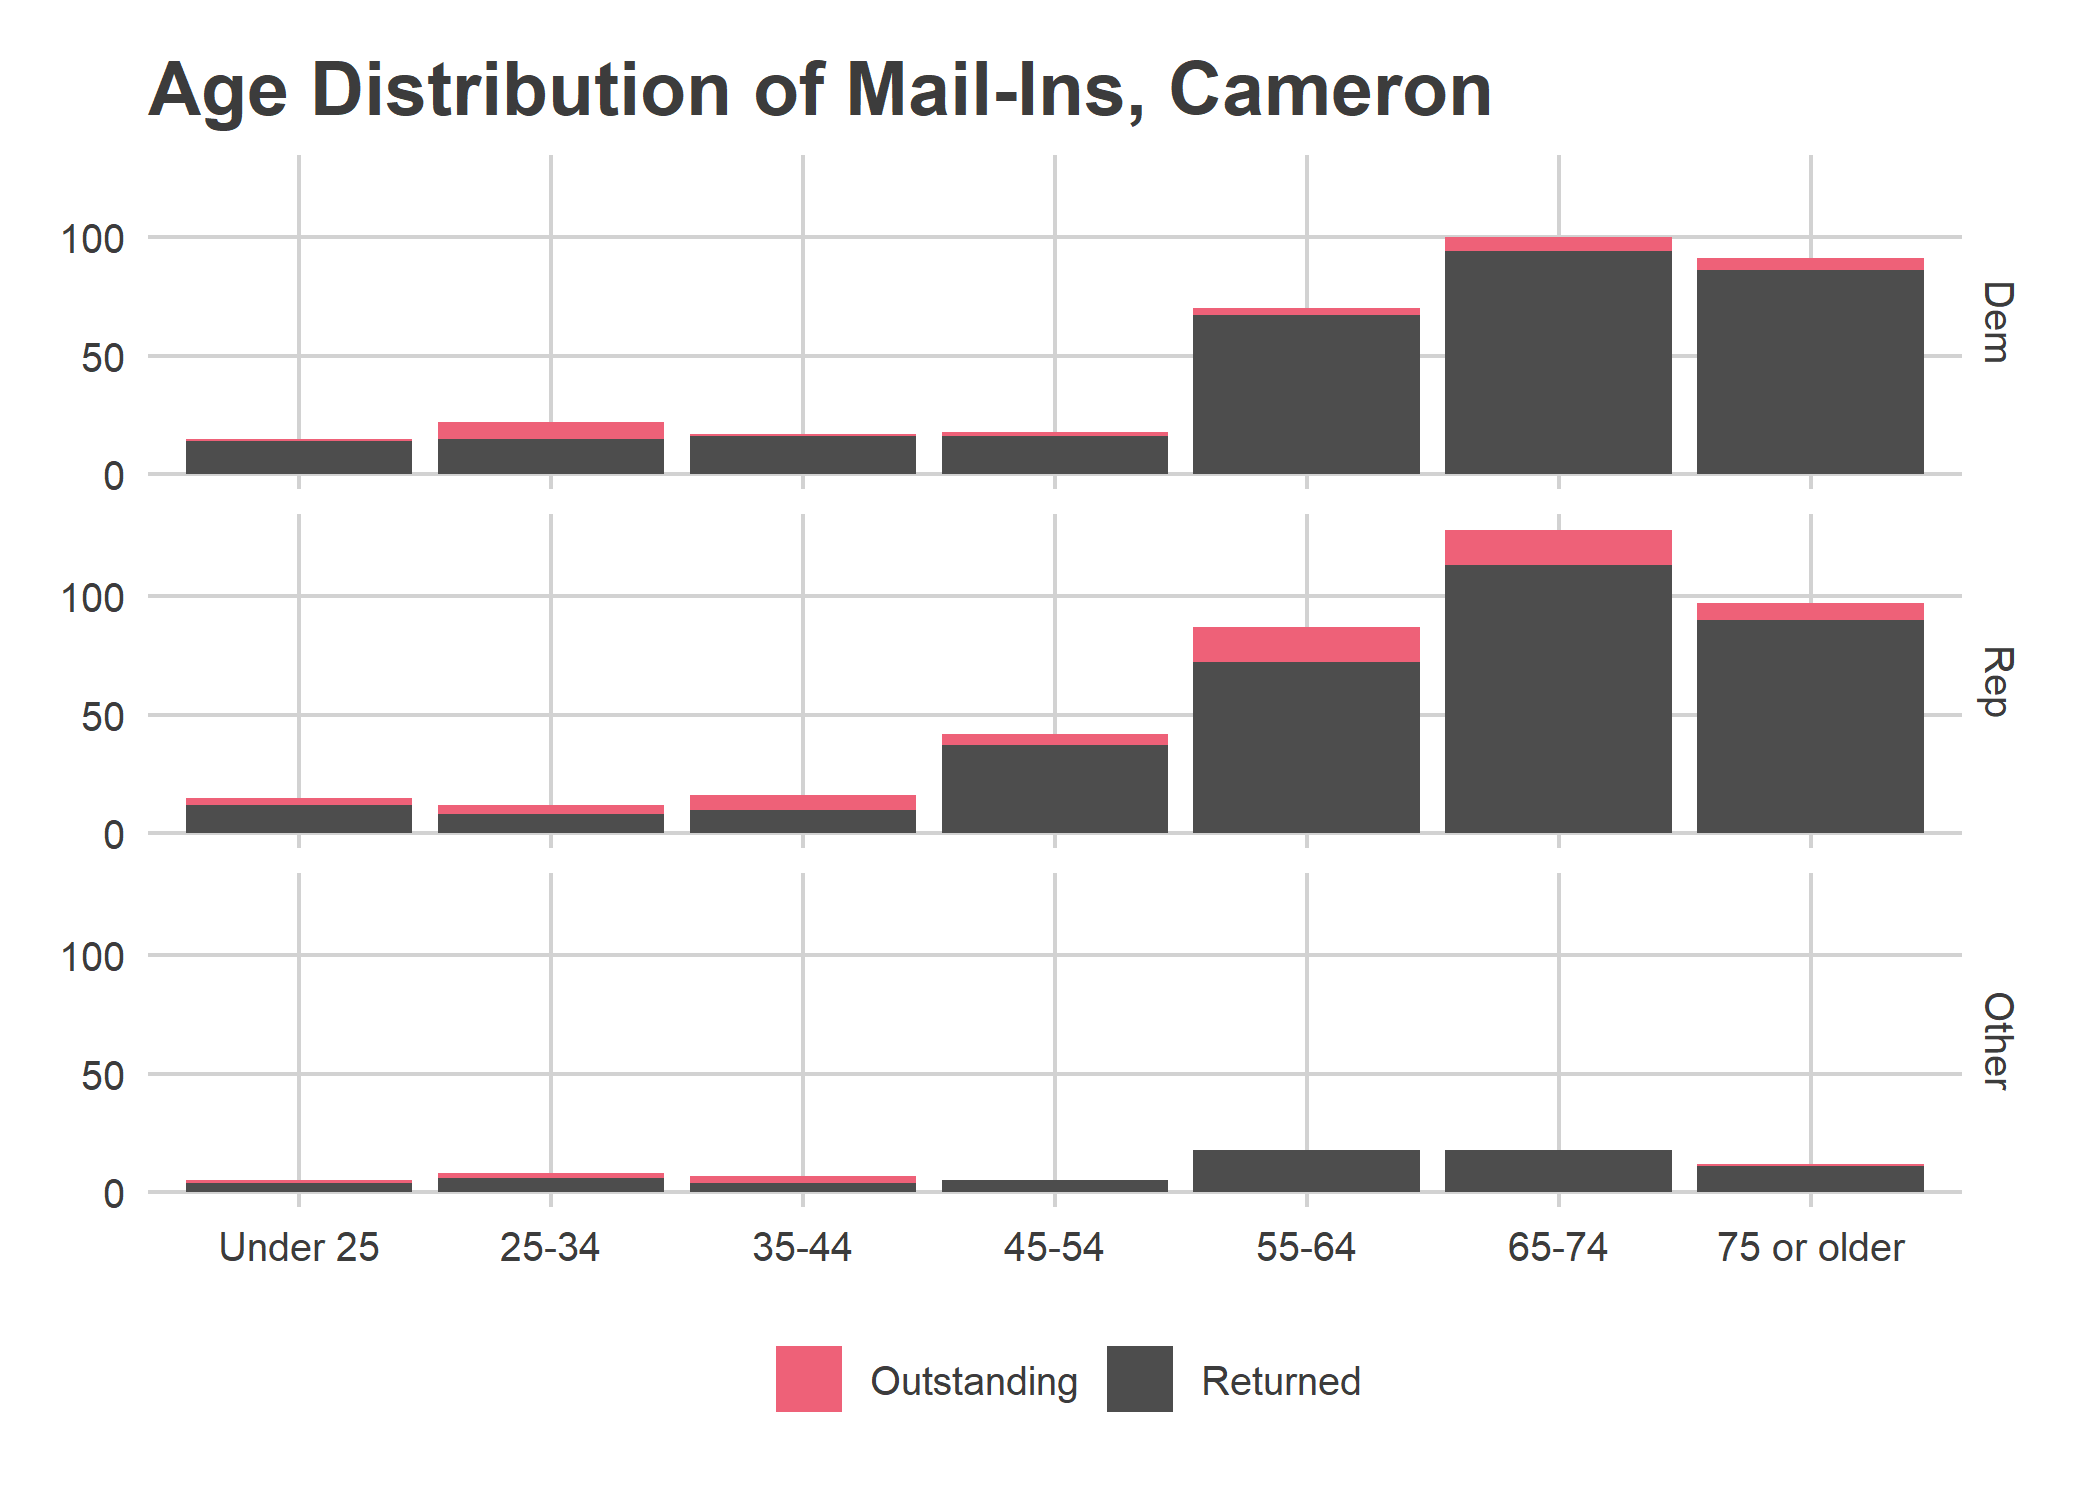 Age Distribution of Mail-Ins, Cameron
100
50
0
Dem
100
50
0
Rep
100
50
0
Other
Under 25 25-34 35-44 45-54 55-64 65-74 75 or older
Outstanding Returned